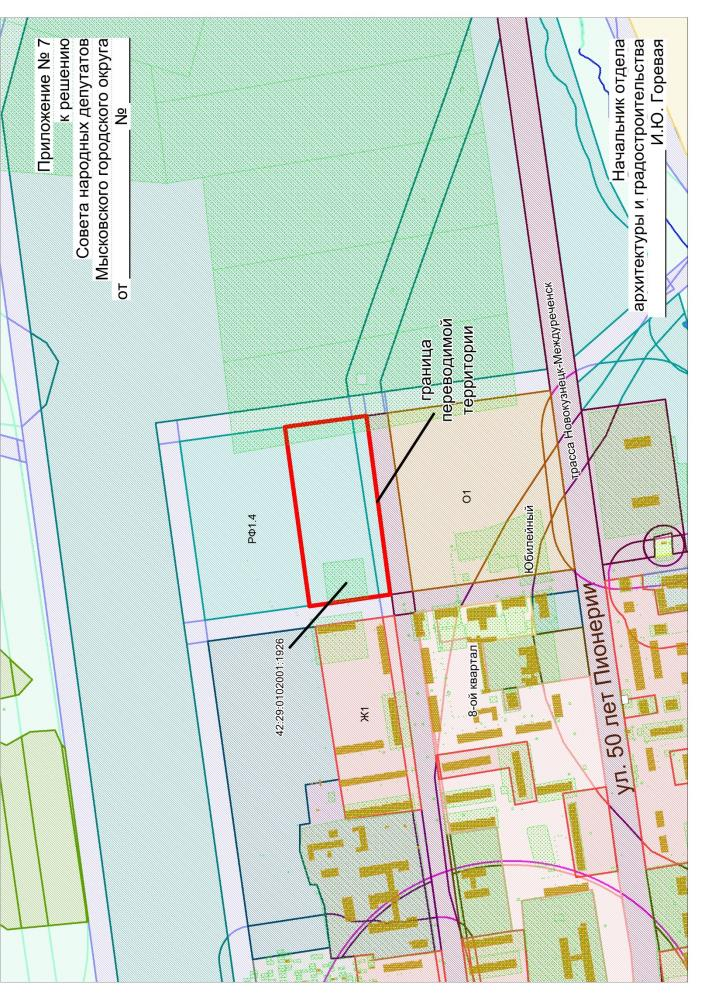 Приложение № 7
к решению
Совета народных депутатов
Мысковского городского округа
от №
Начальник отдела
архитектуры и градостроительства
И.Ю. Горевая
граница
переводимой
территории
трасса Новокузнецк-Междуреченск
РФ1.4
О1
Юбилейный
42:29:0102001:1926
Ж1
8-ой квартал
ул. 50 лет Пионерии